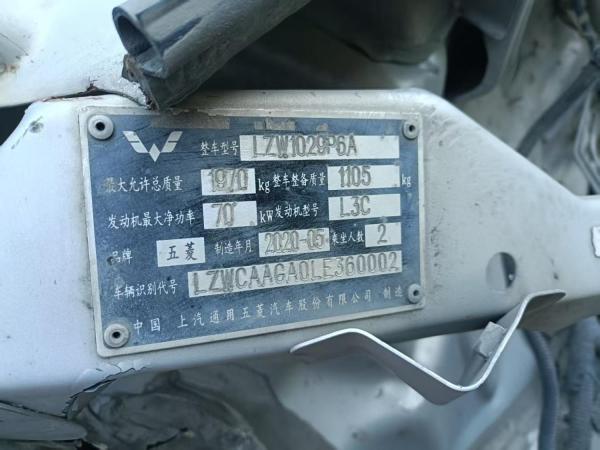 整车型号 LZW1029P6A
最大允许总质量 1970 kg 整车整备质量 1105 kg
发动机最大净功率 70 kW 发动机型号 L3C
品牌 五菱 制造年月 2020-05 乘坐人数 2
车辆识别代号 LZWCAAGA0LE360002
中国 上汽通用五菱汽车股份有限公司 制造